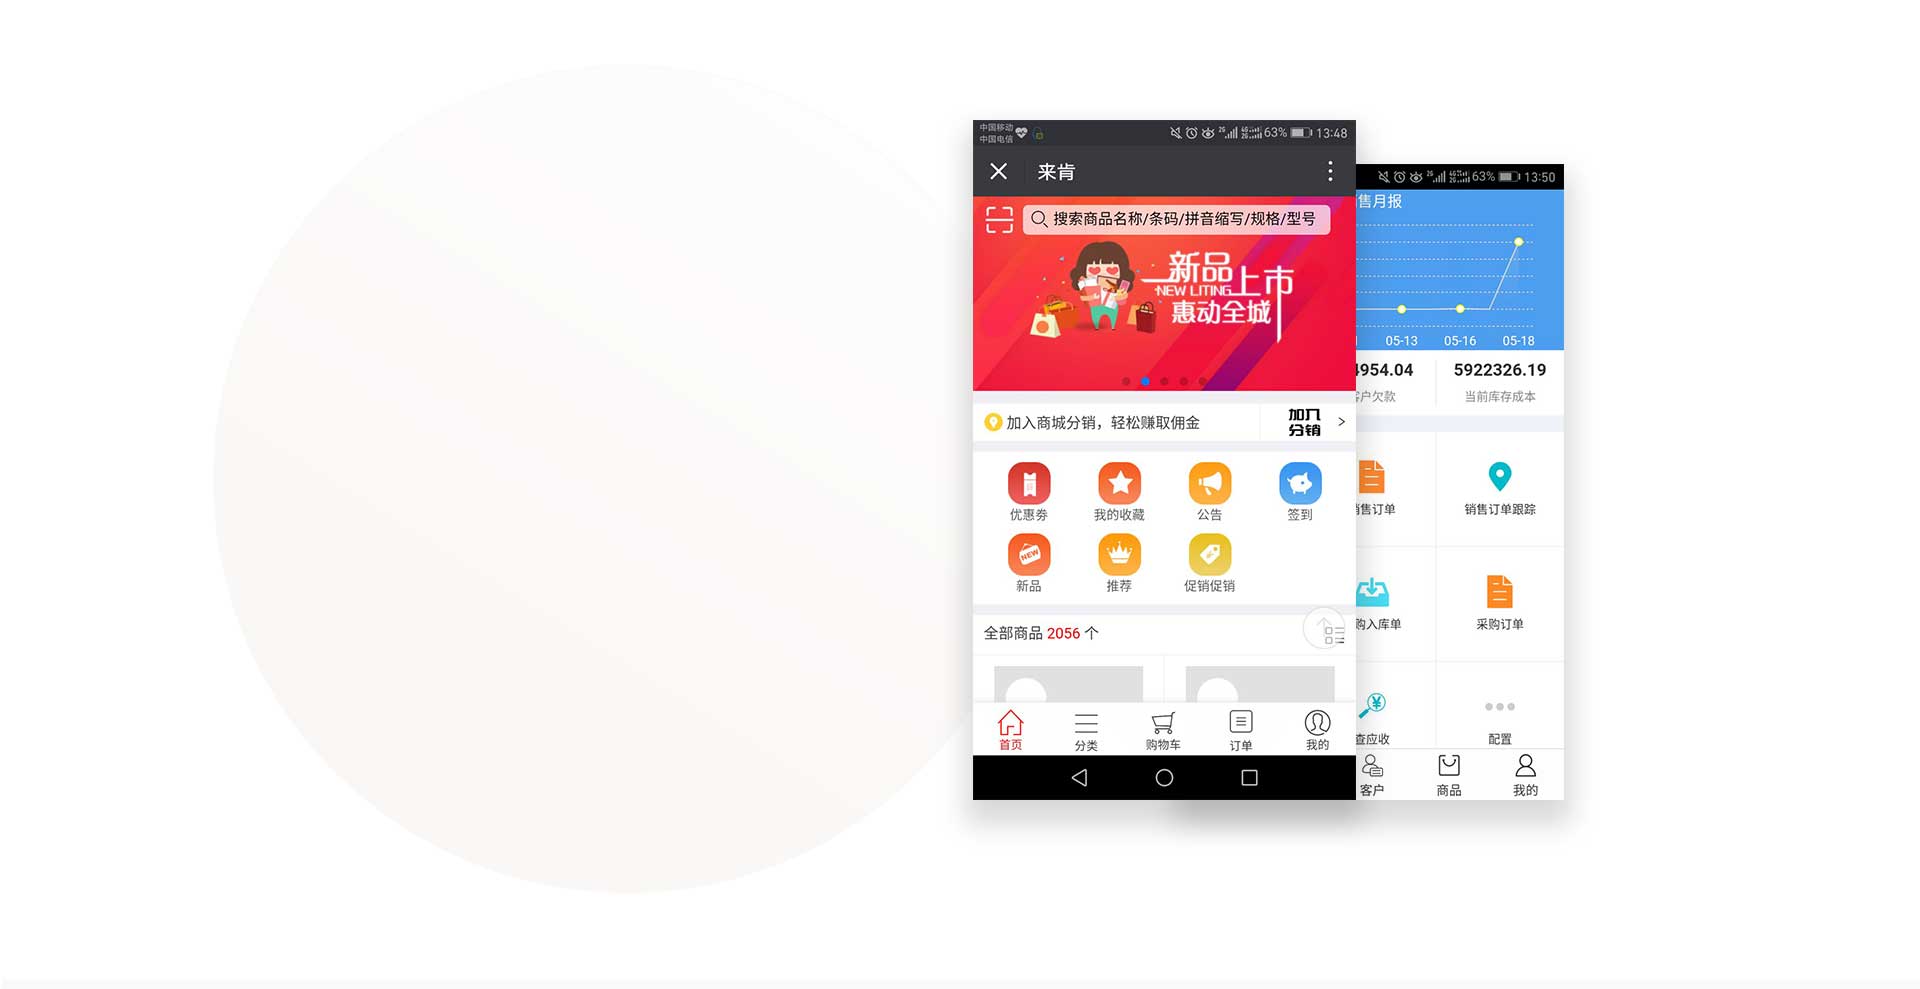 中国移动
中国电信
63% 13:48
来肯
搜索商品名称/条码/拼音缩写/规格/型号
新品上市
NEW LITING
惠动全城
加入商城分销，轻松赚取佣金
加入
分销
优惠券 我的收藏 公告 签到
NEW
新品 推荐 促销促销
全部商品 2056 个
首页 分类 购物车 订单 我的
63% 13:50
售月报
05-13 05-16 05-18
4954.04 5922326.19
客户欠款 当前库存成本
销售订单 销售订单跟踪
购入库单 采购订单
查应收 配置
客户 商品 我的